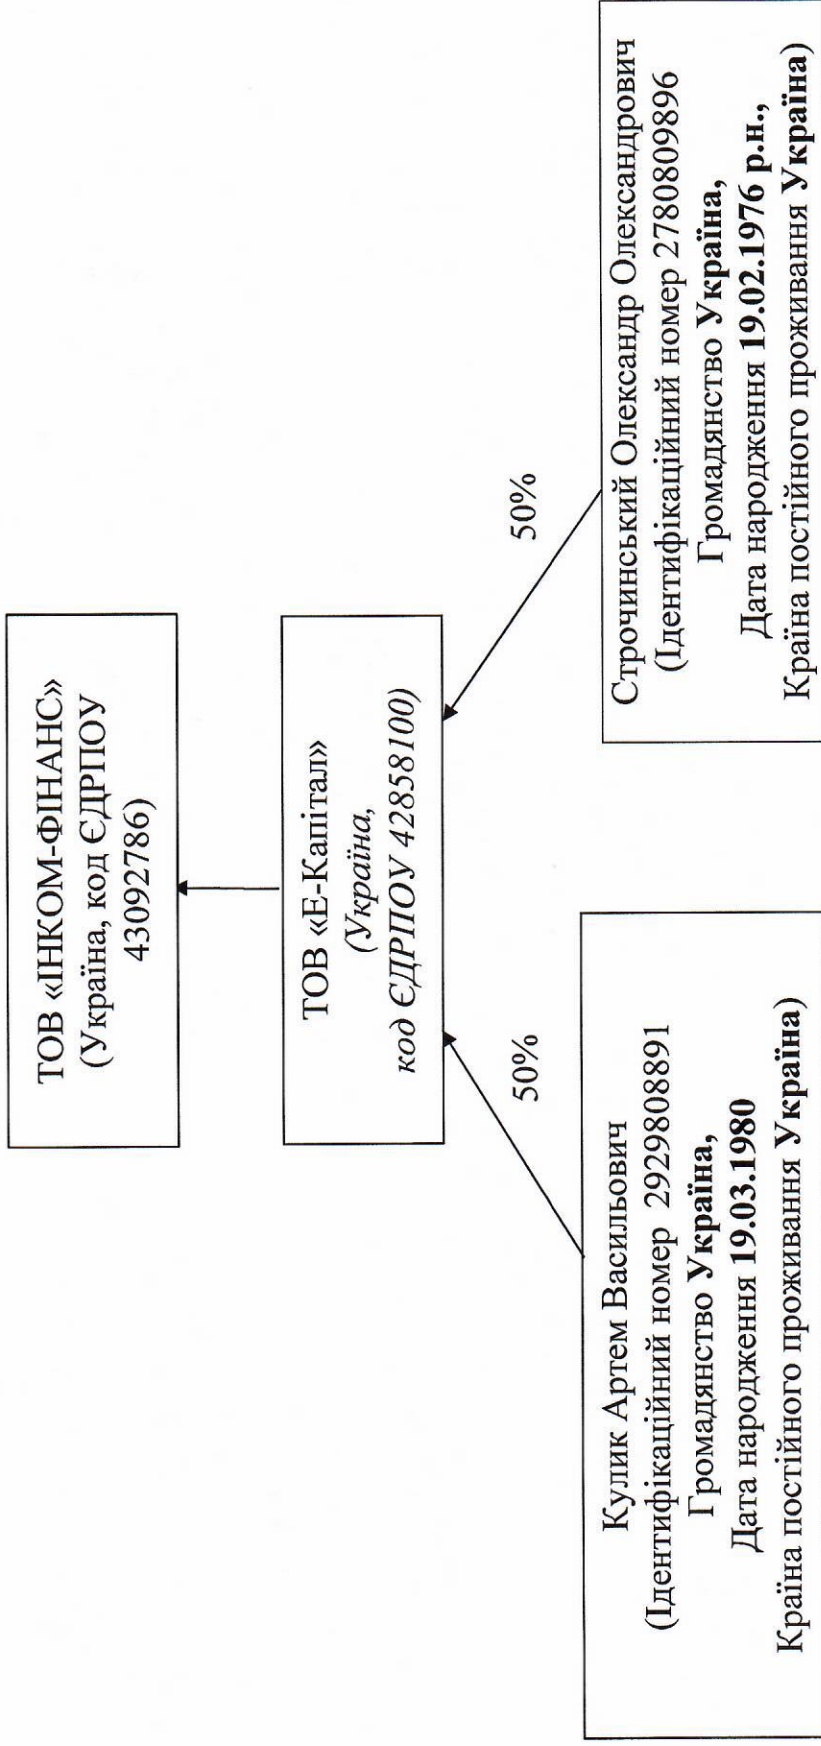 ТОВ «ІНКОМ-ФІНАНС»
(Україна, код ЄДРПОУ
43092786)
ТОВ «Е-Капітал»
(Україна,
код ЄДРПОУ 42858100)
50%
50%
Кулик Артем Васильович
(Ідентифікаційний номер 2929808891
Громадянство Україна,
Дата народження 19.03.1980
Країна постійного проживання Україна)
Строчинський Олександр Олександрович
(Ідентифікаційний номер 2780809896
Громадянство Україна,
Дата народження 19.02.1976 р.н.,
Країна постійного проживання Україна)